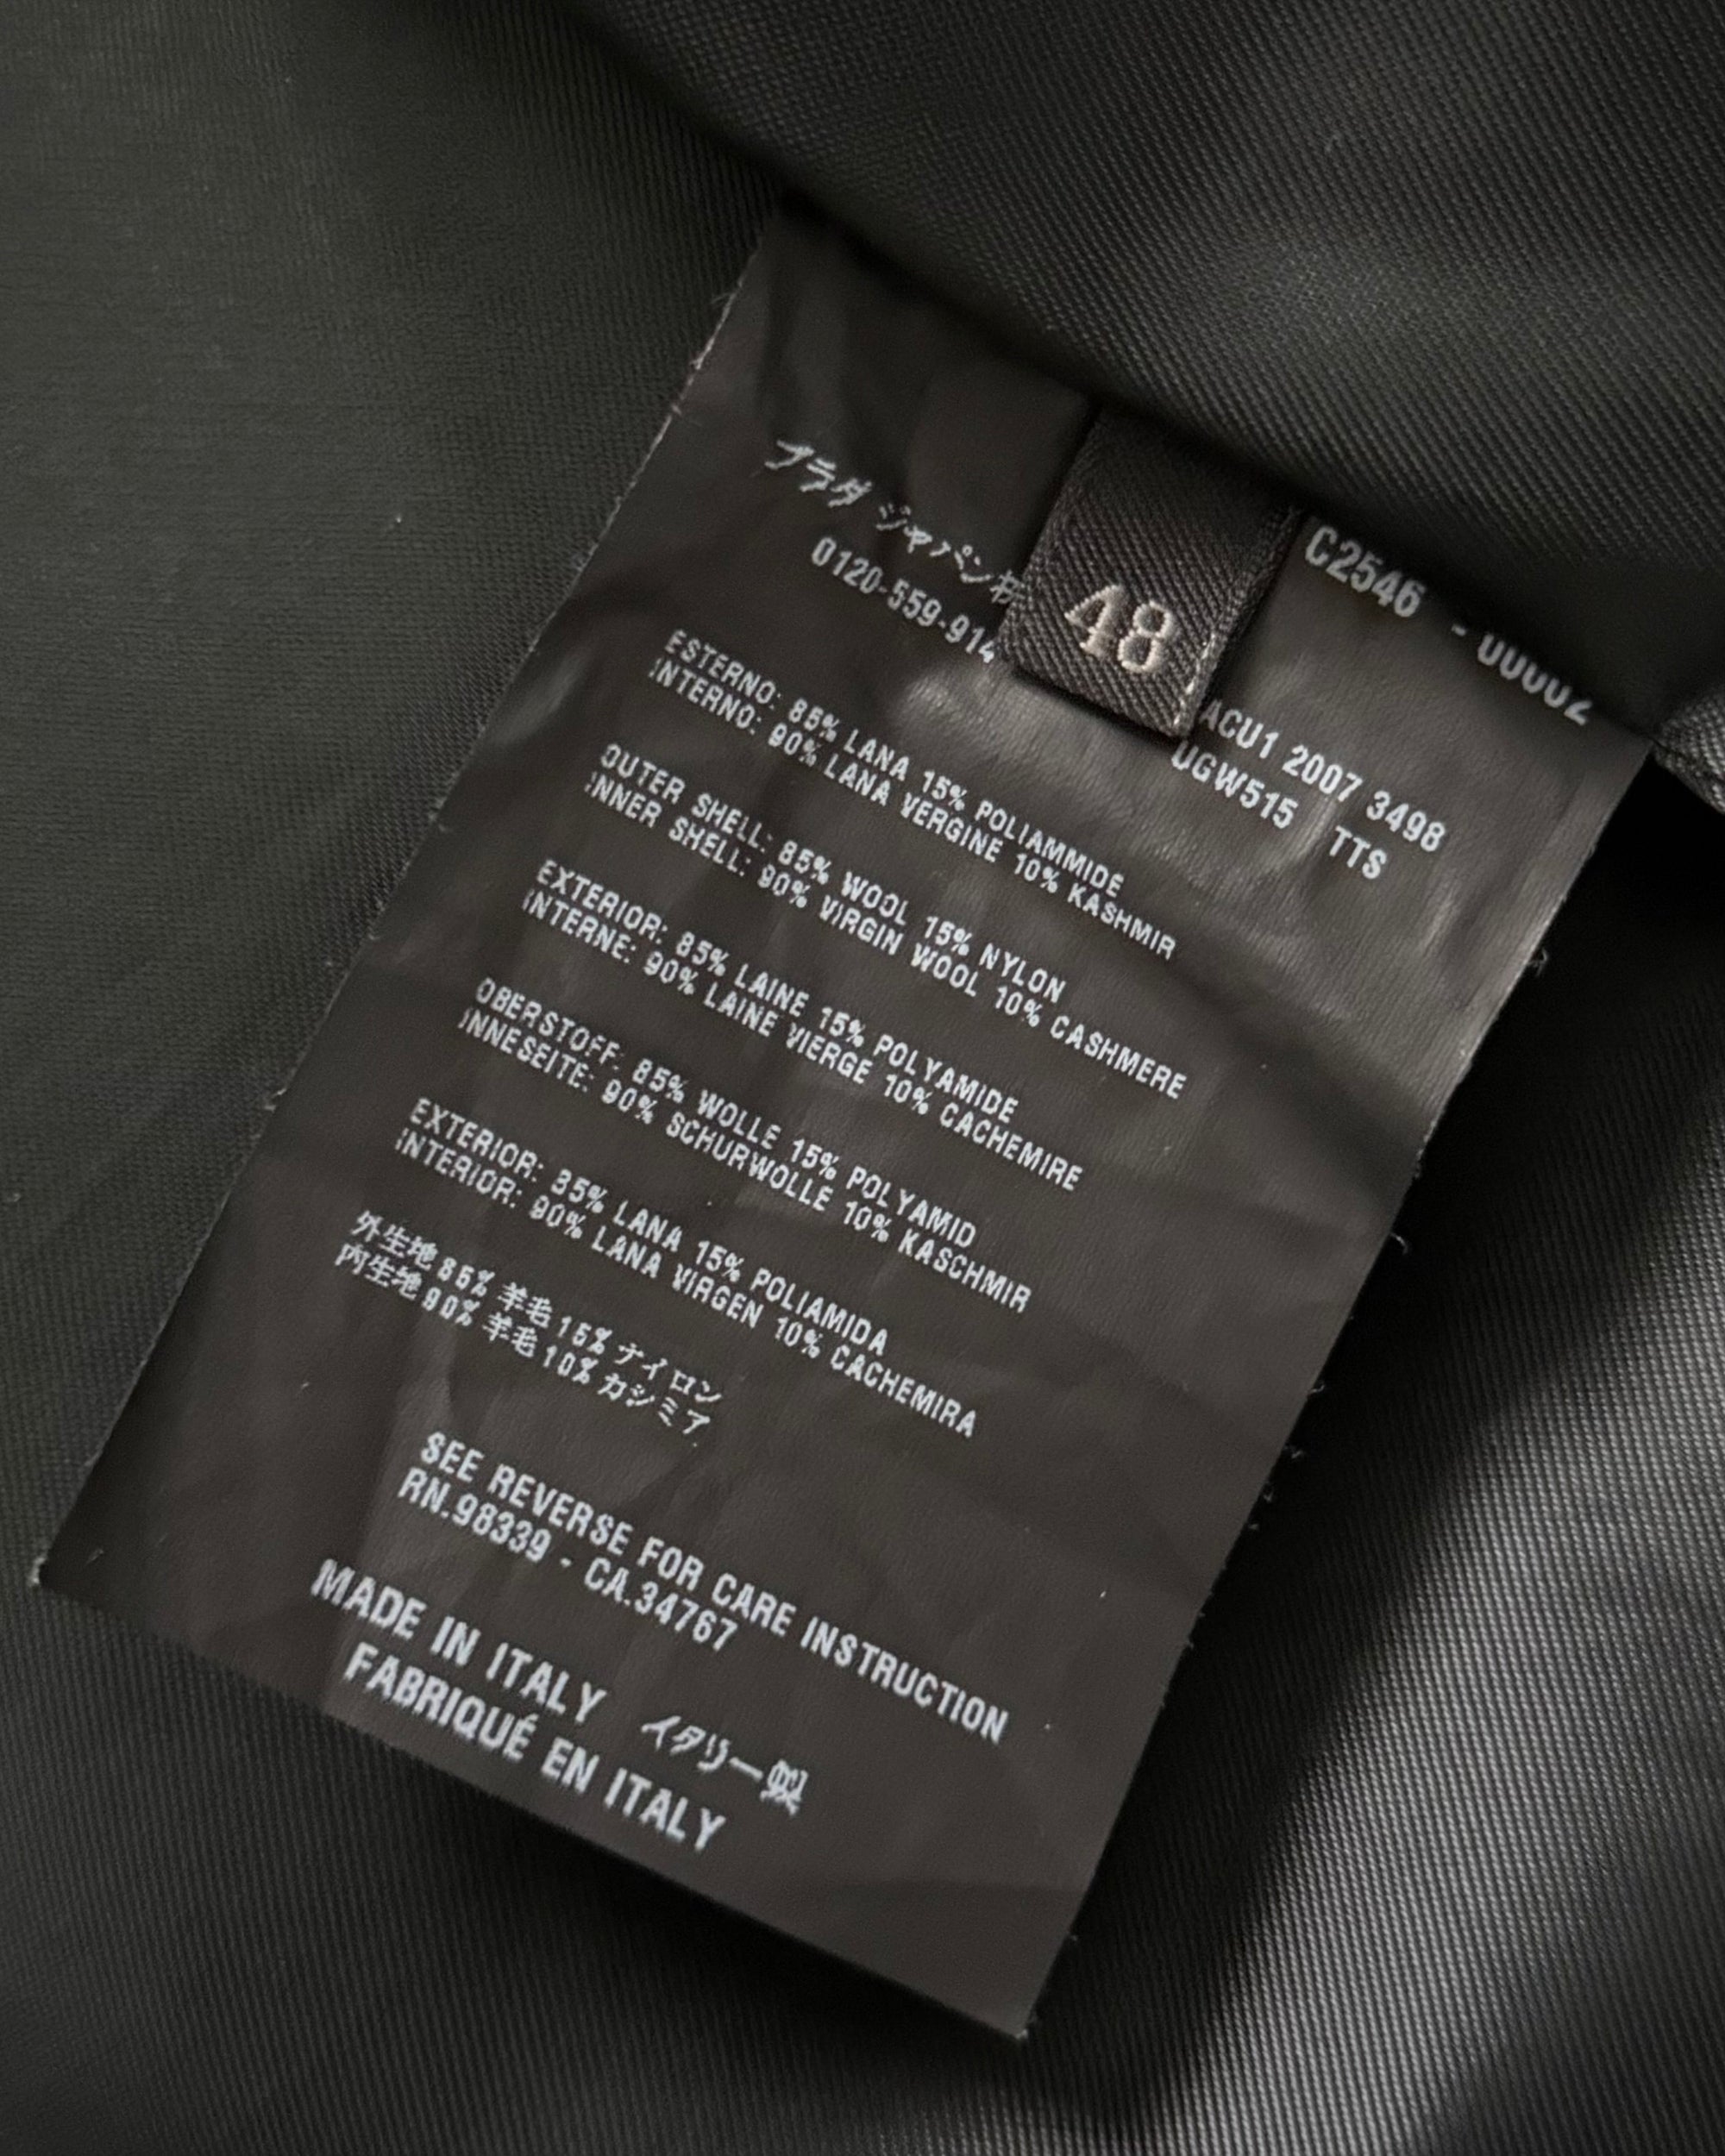 プラダ ジャパン
0120-559-914
48
C2546 - 00002
ACU1 2007 3498
UGW515 TTS
ESTERNO: 85% LANA 15% POLIAMMIDE
INTERNO: 90% LANA VERGINE 10% KASHMIR
OUTER SHELL: 85% WOOL 15% NYLON
INNER SHELL: 90% VIRGIN WOOL 10% CASHMERE
EXTERIOR: 85% LAINE 15% POLYAMIDE
INTERNE: 90% LAINE VIERGE 10% CACHEMIRE
OBERSTOFF: 85% WOLLE 15% POLYAMID
INNESEITE: 90% SCHURWOLLE 10% KASCHMIR
EXTERIOR: 85% LANA 15% POLIAMIDA
INTERIOR: 90% LANA VIRGEN 10% CACHEMIRA
外生地 85% 羊毛 15% ナイロン
内生地 90% 羊毛 10% カシミア
SEE REVERSE FOR CARE INSTRUCTION
RN.98339 - CA.34767
MADE IN ITALY イタリー製
FABRIQUÉ EN ITALY